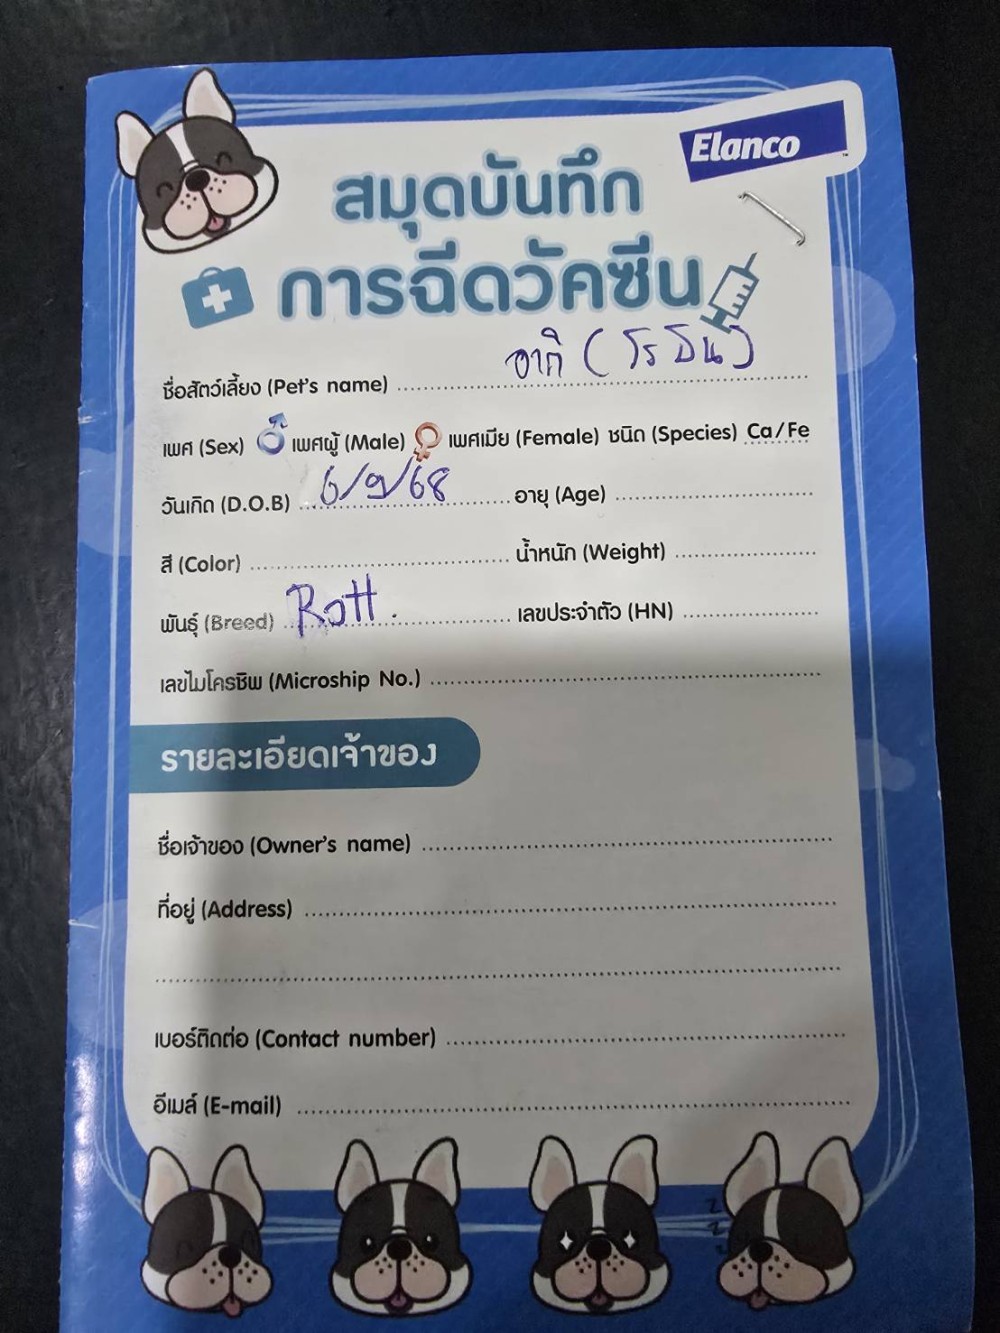 Elanco
สมุดบันทึก
การฉีดวัคซีน
ชื่อสัตว์เลี้ยง (Pet's name) อากิ (โรบิน)
เพศ (Sex) เพศผู้ (Male) เพศเมีย (Female) ชนิด (Species) Ca/Fe
วันเกิด (D.O.B) 6/9/68 อายุ (Age)
สี (Color) น้ำหนัก (Weight)
พันธุ์ (Breed) Rott. เลขประจำตัว (HN)
เลขไมโครชิพ (Microship No.)
รายละเอียดเจ้าของ
ชื่อเจ้าของ (Owner's name)
ที่อยู่ (Address)
เบอร์ติดต่อ (Contact number)
อีเมล์ (E-mail)
z
z
z